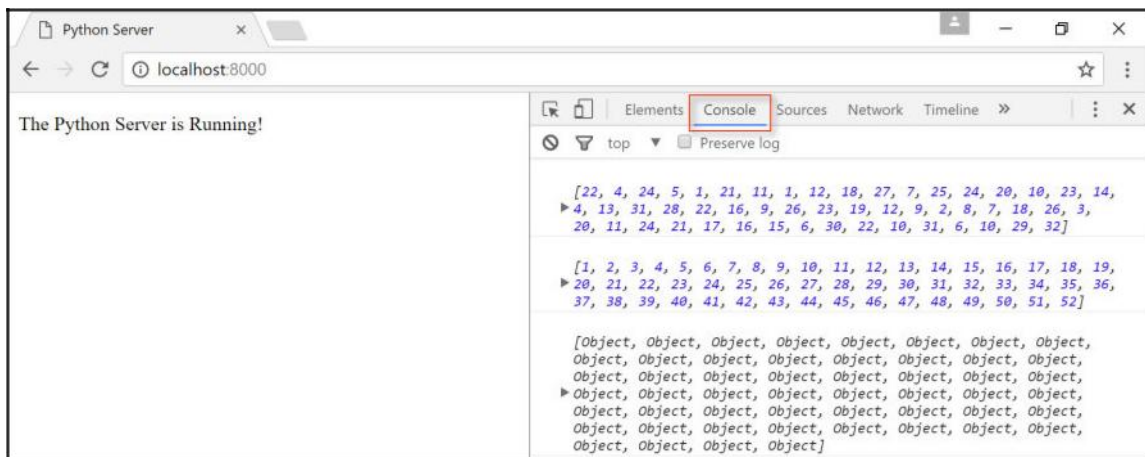 Python Server
localhost:8000
The Python Server is Running!
Elements Console Sources Network Timeline »
top Preserve log
[22, 4, 24, 5, 1, 21, 11, 1, 12, 18, 27, 7, 25, 24, 20, 10, 23, 14,
4, 13, 31, 28, 22, 16, 9, 26, 23, 19, 12, 9, 2, 8, 7, 18, 26, 3,
20, 11, 24, 21, 17, 16, 15, 6, 30, 22, 10, 31, 6, 10, 29, 32]
[1, 2, 3, 4, 5, 6, 7, 8, 9, 10, 11, 12, 13, 14, 15, 16, 17, 18, 19,
20, 21, 22, 23, 24, 25, 26, 27, 28, 29, 30, 31, 32, 33, 34, 35, 36,
37, 38, 39, 40, 41, 42, 43, 44, 45, 46, 47, 48, 49, 50, 51, 52]
[Object, Object, Object, Object, Object, Object, Object, Object,
Object, Object, Object, Object, Object, Object, Object, Object,
Object, Object, Object, Object, Object, Object, Object, Object,
Object, Object, Object, Object, Object, Object, Object, Object,
Object, Object, Object, Object, Object, Object, Object, Object,
Object, Object, Object, Object, Object, Object, Object, Object,
Object, Object, Object, Object]